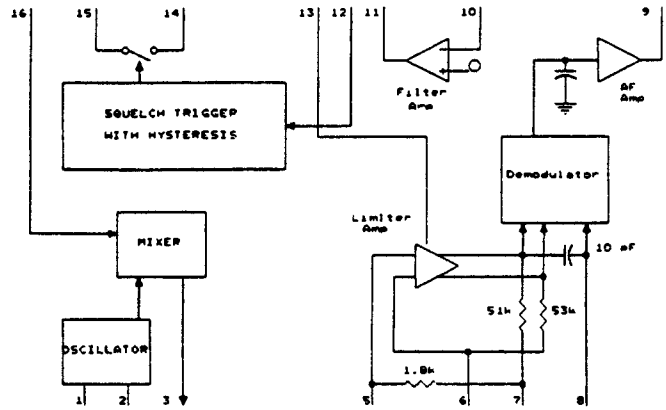 16 15 14 13 12 11 10 9
Filter
Amp
AF
Amp
SQUELCH TRIGGER
WITH HYSTERESIS
Demodulator
Limiter
Amp
MIXER
10 pF
51k 53k
OSCILLATOR
1.8k
1 2 3 5 6 7 8